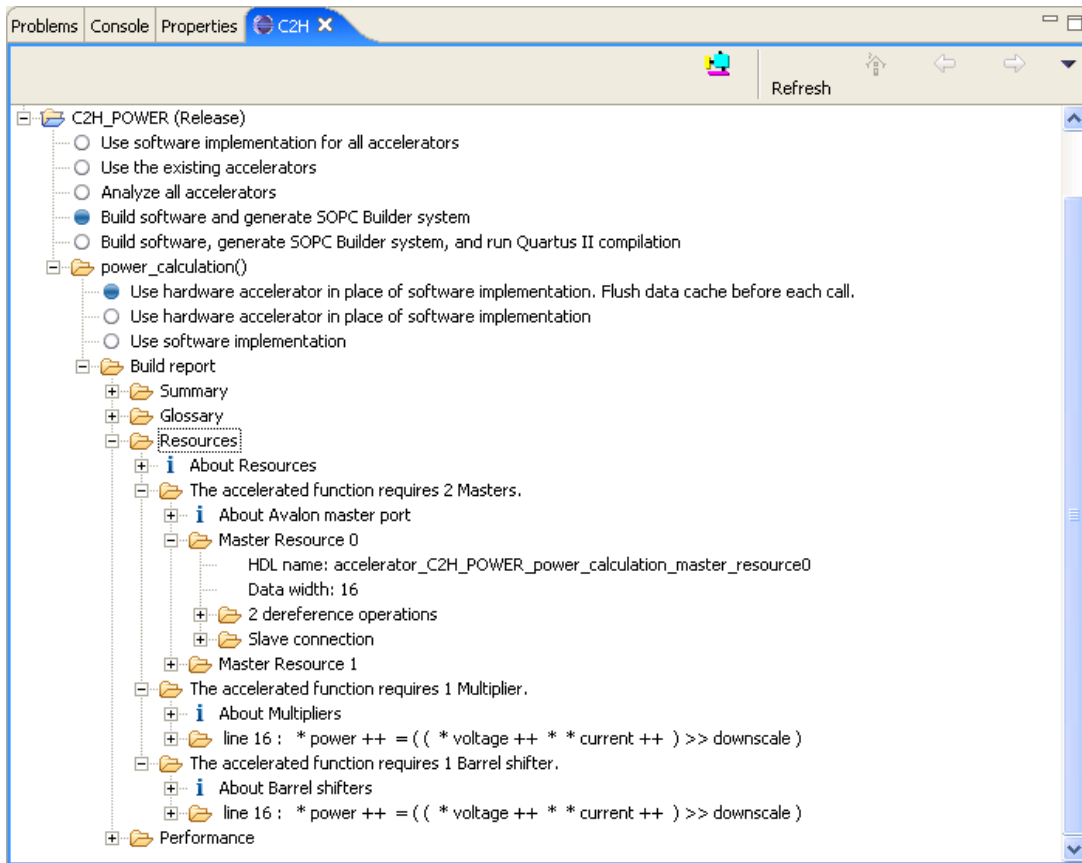 Problems Console Properties C2H
Refresh
C2H_POWER (Release)
Use software implementation for all accelerators
Use the existing accelerators
Analyze all accelerators
Build software and generate SOPC Builder system
Build software, generate SOPC Builder system, and run Quartus II compilation
power_calculation()
Use hardware accelerator in place of software implementation. Flush data cache before each call.
Use hardware accelerator in place of software implementation
Use software implementation
Build report
Summary
Glossary
Resources
About Resources
The accelerated function requires 2 Masters.
About Avalon master port
Master Resource 0
HDL name: accelerator_C2H_POWER_power_calculation_master_resource0
Data width: 16
2 dereference operations
Slave connection
Master Resource 1
The accelerated function requires 1 Multiplier.
About Multipliers
line 16 : * power ++ = ( ( * voltage ++ * * current ++ ) >> downscale )
The accelerated function requires 1 Barrel shifter.
About Barrel shifters
line 16 : * power ++ = ( ( * voltage ++ * * current ++ ) >> downscale )
Performance